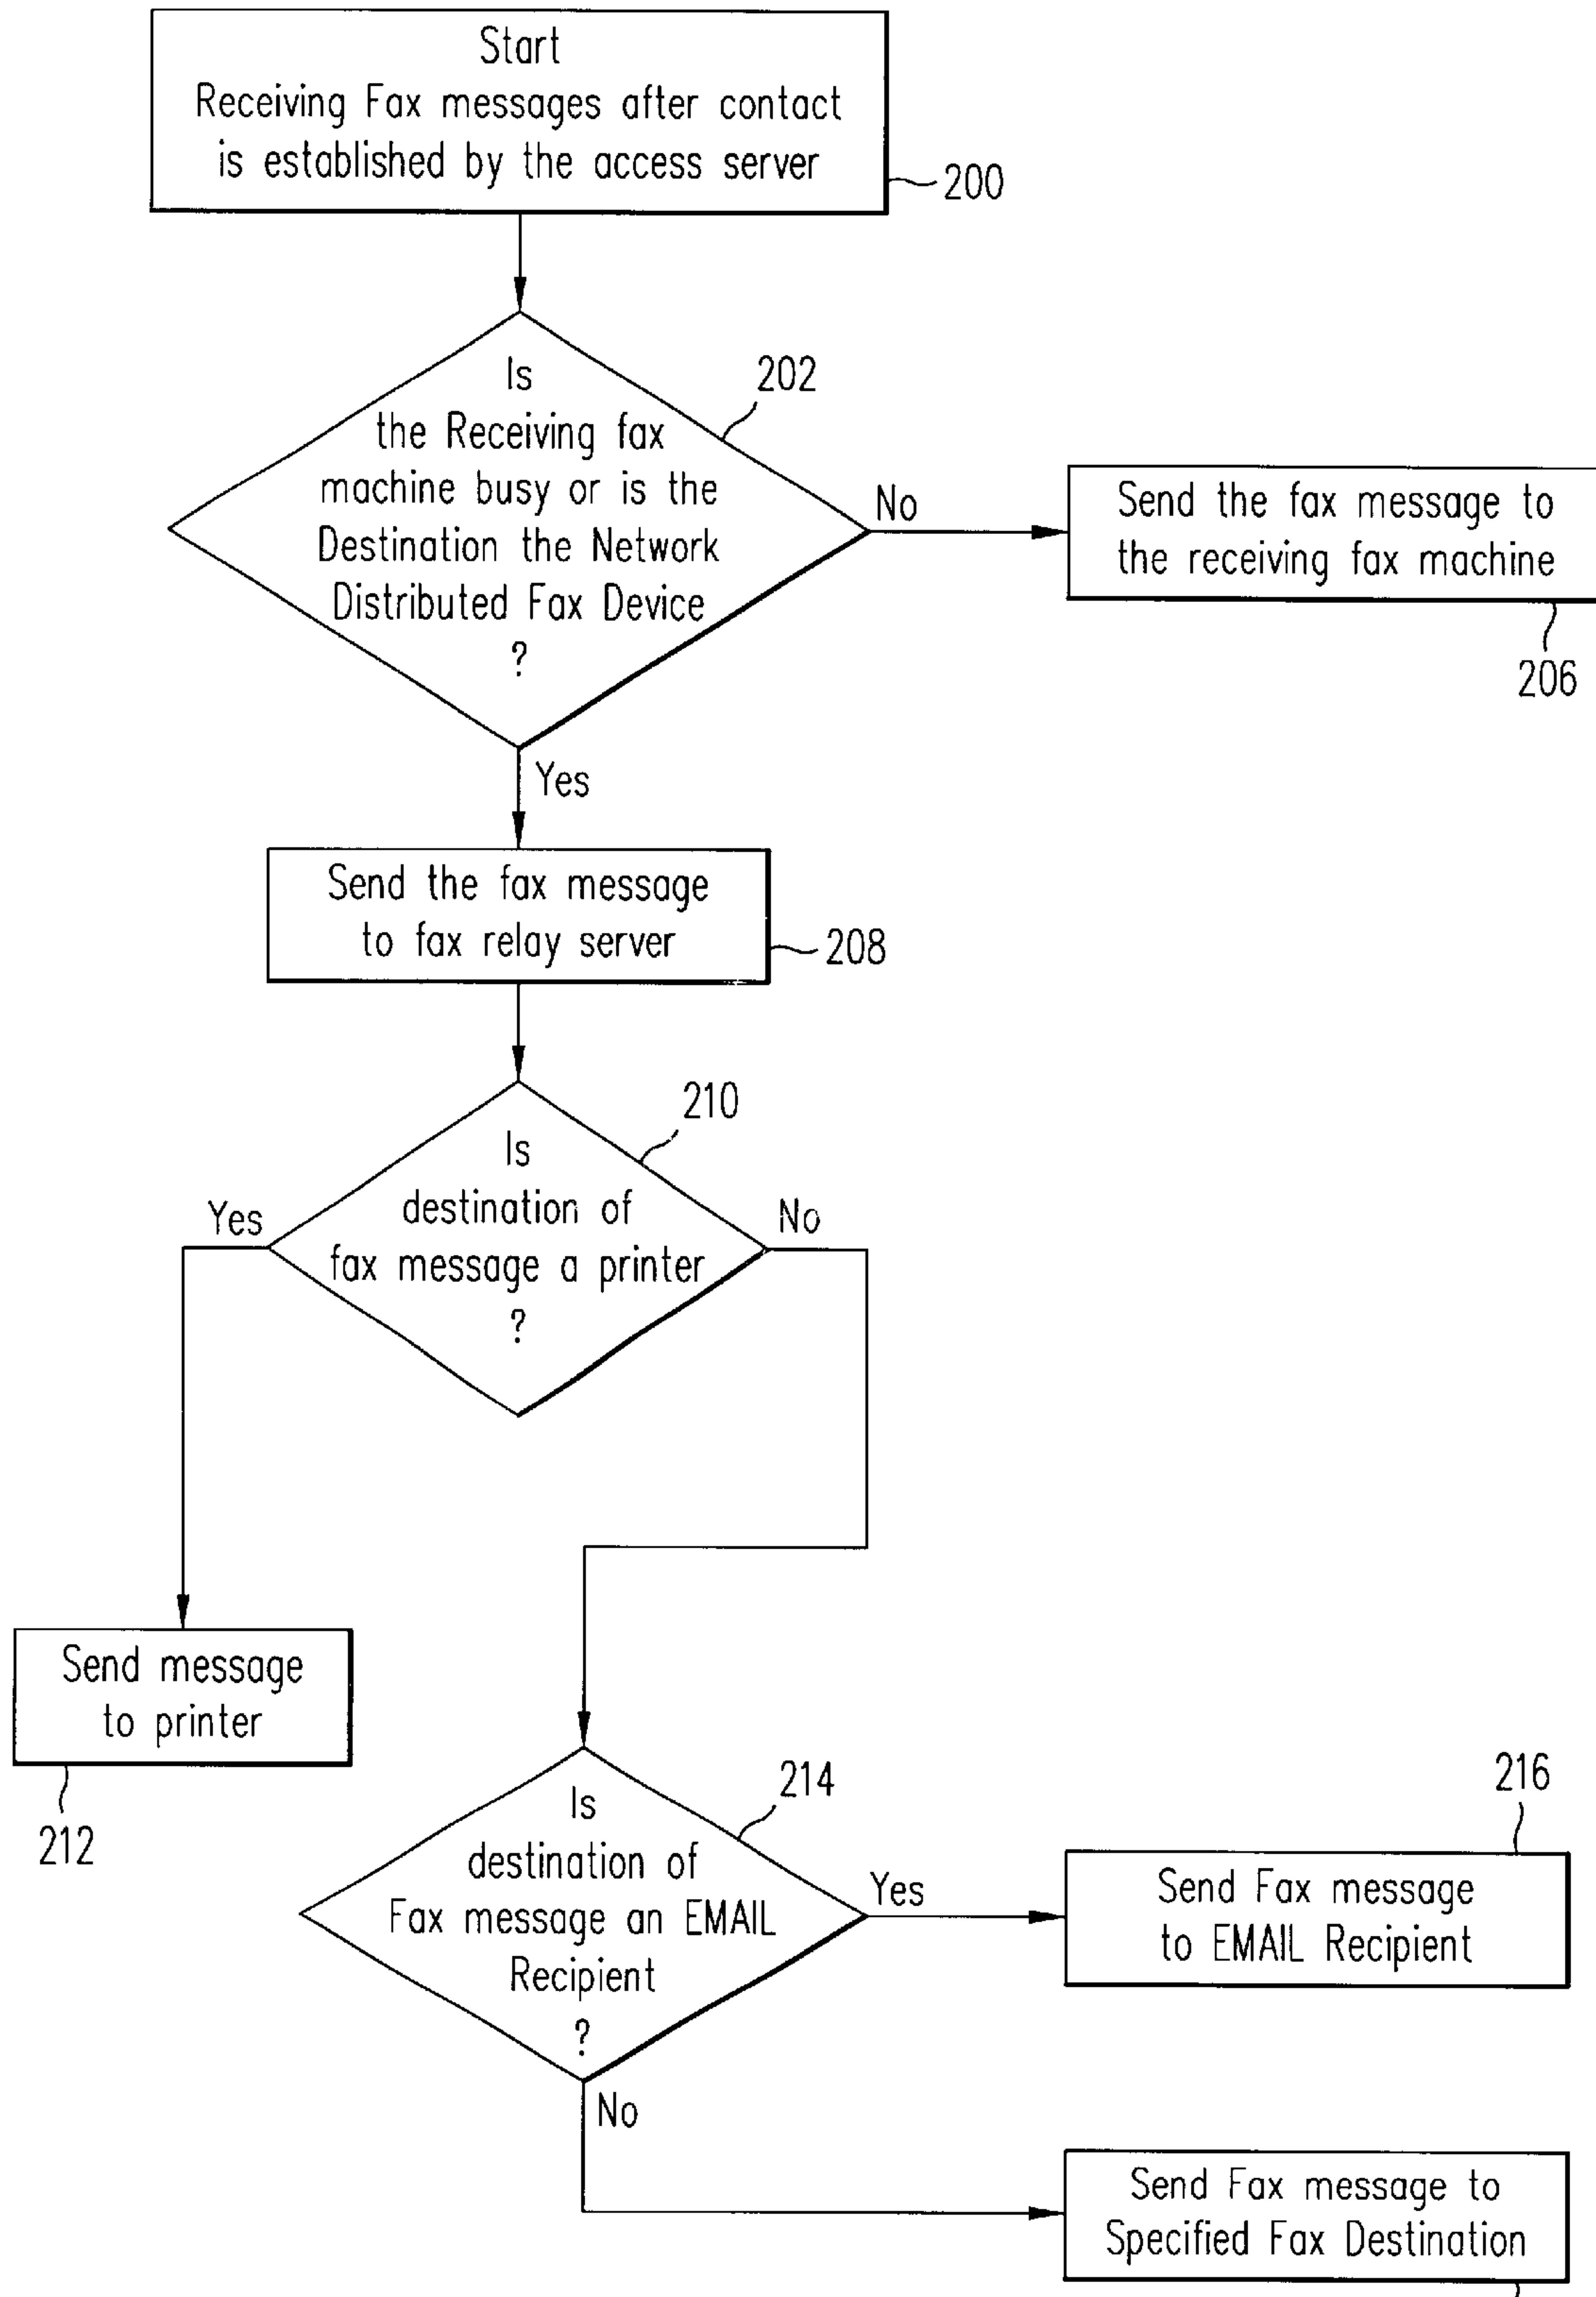 Start
Receiving Fax messages after contact
is established by the access server
200
Is
the Receiving fax
machine busy or is the
Destination the Network
Distributed Fax Device
?
202
No
Send the fax message to
the receiving fax machine
206
Yes
Send the fax message
to fax relay server
208
Is
destination of
fax message a printer
?
210
Yes
No
Send message
to printer
212
Is
destination of
Fax message an EMAIL
Recipient
?
214
Yes
216
Send Fax message
to EMAIL Recipient
No
Send Fax message to
Specified Fax Destination